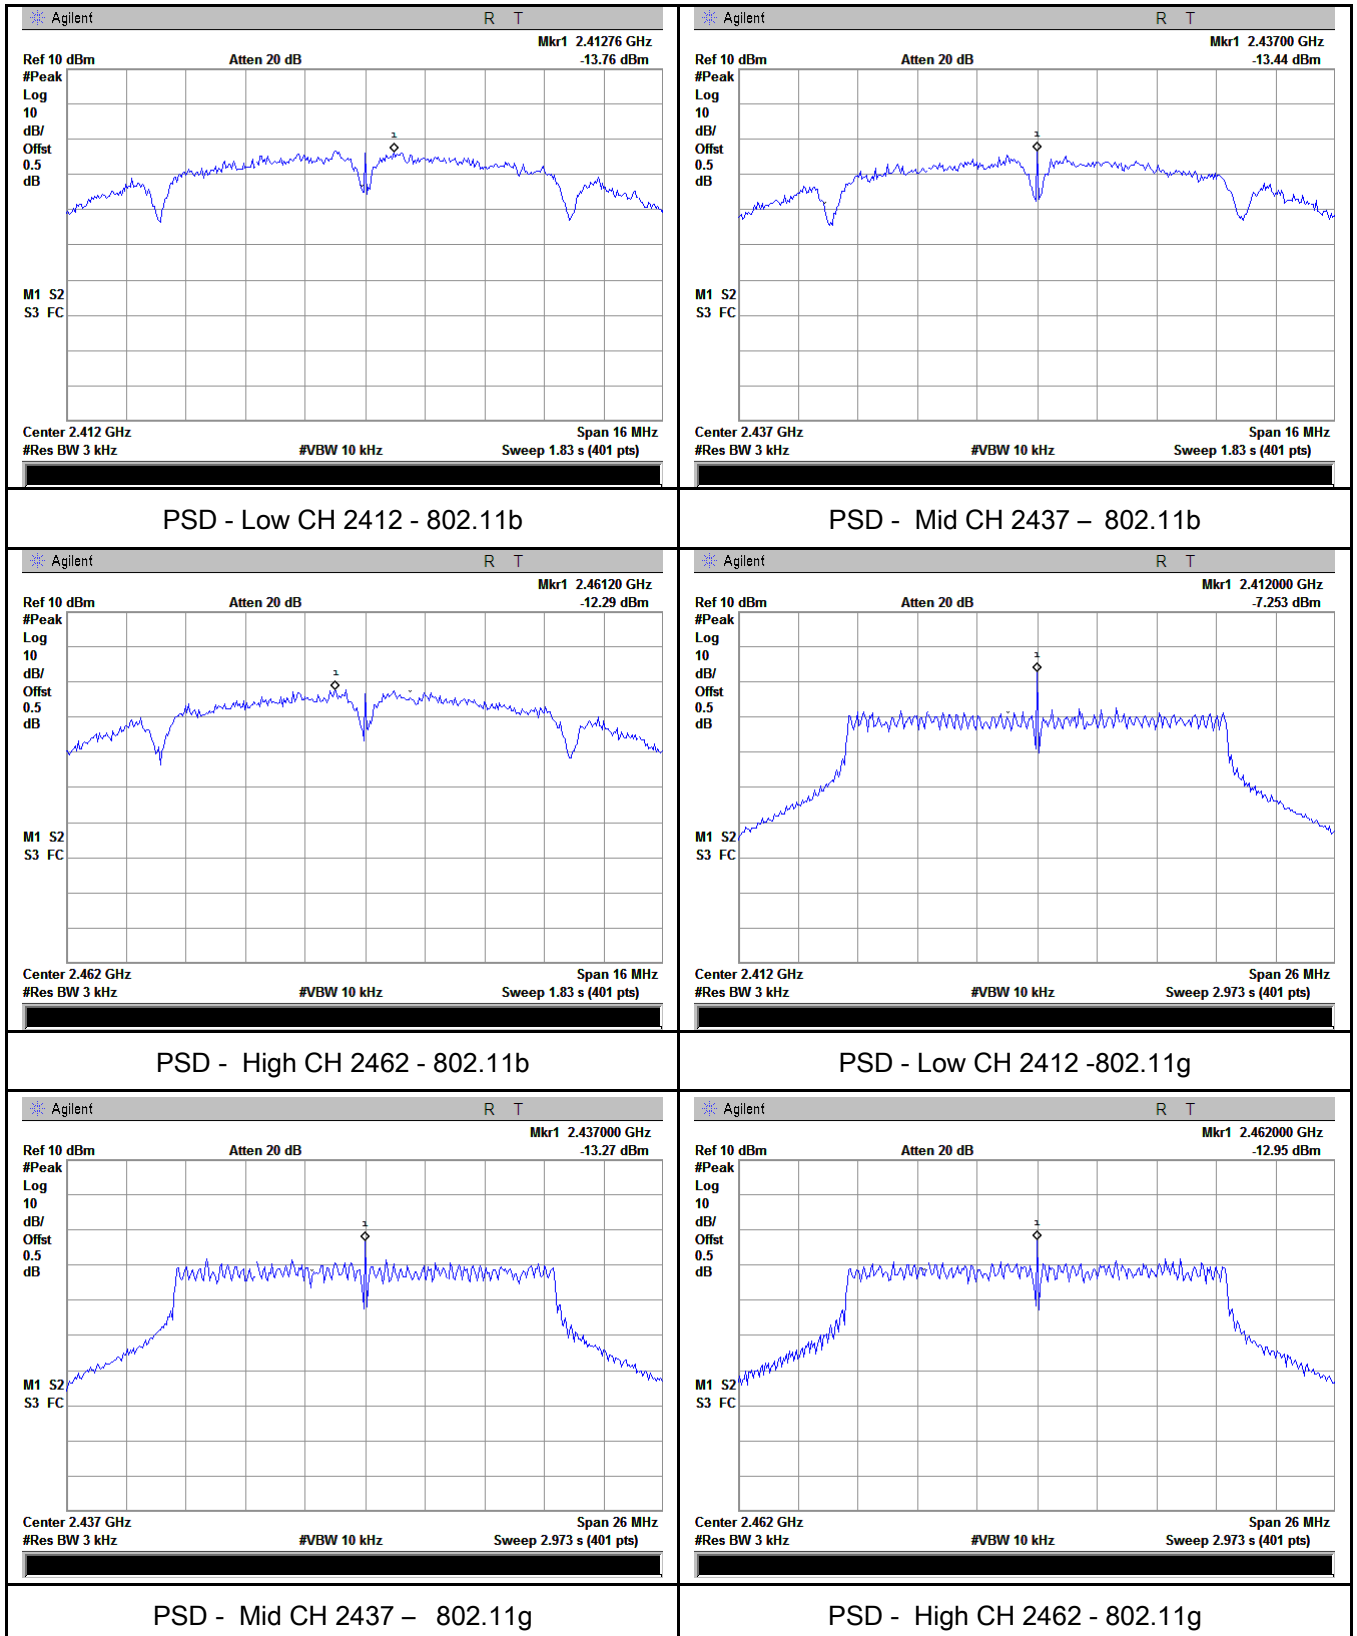 Agilent R T
Mkr1 2.41276 GHz
Ref 10 dBm Atten 20 dB -13.76 dBm
#Peak
Log
10
dB/
Offst
0.5
dB
1
M1 S2
S3 FC
Center 2.412 GHz Span 16 MHz
#Res BW 3 kHz #VBW 10 kHz Sweep 1.83 s (401 pts)
PSD - Low CH 2412 - 802.11b
Agilent R T
Mkr1 2.43700 GHz
Ref 10 dBm Atten 20 dB -13.44 dBm
#Peak
Log
10
dB/
Offst
0.5
dB
1
M1 S2
S3 FC
Center 2.437 GHz Span 16 MHz
#Res BW 3 kHz #VBW 10 kHz Sweep 1.83 s (401 pts)
PSD - Mid CH 2437 – 802.11b
Agilent R T
Mkr1 2.46120 GHz
Ref 10 dBm Atten 20 dB -12.29 dBm
#Peak
Log
10
dB/
Offst
0.5
dB
1
M1 S2
S3 FC
Center 2.462 GHz Span 16 MHz
#Res BW 3 kHz #VBW 10 kHz Sweep 1.83 s (401 pts)
PSD - High CH 2462 - 802.11b
Agilent R T
Mkr1 2.412000 GHz
Ref 10 dBm Atten 20 dB -7.253 dBm
#Peak
Log
10
dB/
Offst
0.5
dB
1
M1 S2
S3 FC
Center 2.412 GHz Span 26 MHz
#Res BW 3 kHz #VBW 10 kHz Sweep 2.973 s (401 pts)
PSD - Low CH 2412 -802.11g
Agilent R T
Mkr1 2.437000 GHz
Ref 10 dBm Atten 20 dB -13.27 dBm
#Peak
Log
10
dB/
Offst
0.5
dB
1
M1 S2
S3 FC
Center 2.437 GHz Span 26 MHz
#Res BW 3 kHz #VBW 10 kHz Sweep 2.973 s (401 pts)
PSD - Mid CH 2437 – 802.11g
Agilent R T
Mkr1 2.462000 GHz
Ref 10 dBm Atten 20 dB -12.95 dBm
#Peak
Log
10
dB/
Offst
0.5
dB
1
M1 S2
S3 FC
Center 2.462 GHz Span 26 MHz
#Res BW 3 kHz #VBW 10 kHz Sweep 2.973 s (401 pts)
PSD - High CH 2462 - 802.11g